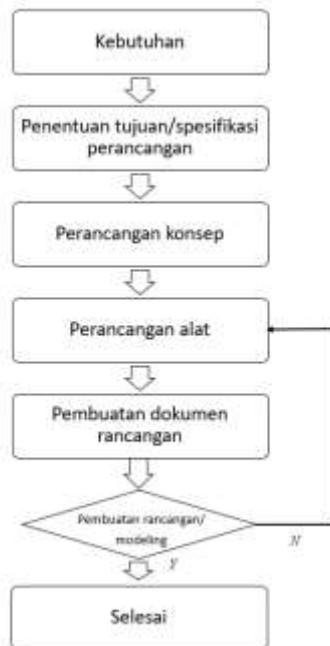 Kebutuhan
Penentuan tujuan/spesifikasi
perancangan
Perancangan konsep
Perancangan alat
Pembuatan dokumen
rancangan
Pembuatan rancangan/
modeling
N
Y
Selesai